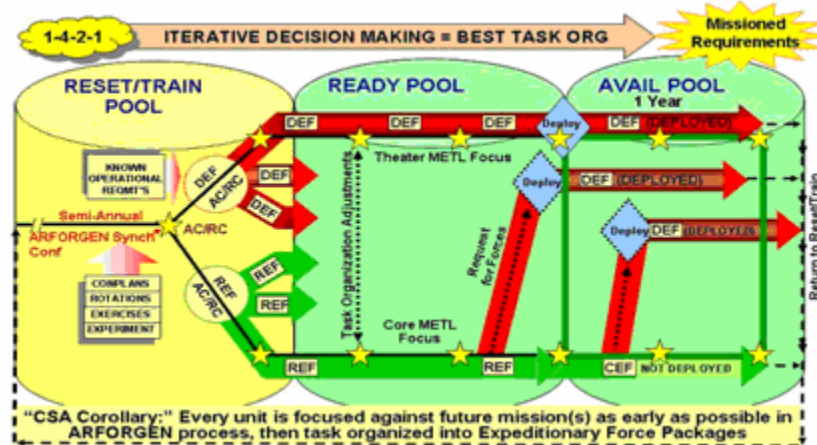 1-4-2-1
ITERATIVE DECISION MAKING = BEST TASK ORG
Missioned
Requirements
RESET/TRAIN
POOL
READY POOL
AVAIL POOL
1 Year
DEF
DEF
DEF
Deploy
DEF
(DEPLOYED)
Theater METL Focus
KNOWN
OPERATIONAL
REQMT'S
DEF
AC/RC
DEF
DEF
Deploy
DEF
(DEPLOYED)
Semi-Annual
ARFORGEN Synch
Conf
AC/RC
Task Organization Adjustments
Request
for Forces
Deploy
DEF
Return to Reset/Train
CONPLANS
ROTATIONS
EXERCISES
EXPERIMENT
REF
AC/RC
REF
REF
Core METL
Focus
REF
REF
CEF
NOT DEPLOYED
"CSA Corollary:" Every unit is focused against future mission(s) as early as possible in
ARFORGEN process, then task organized into Expeditionary Force Packages